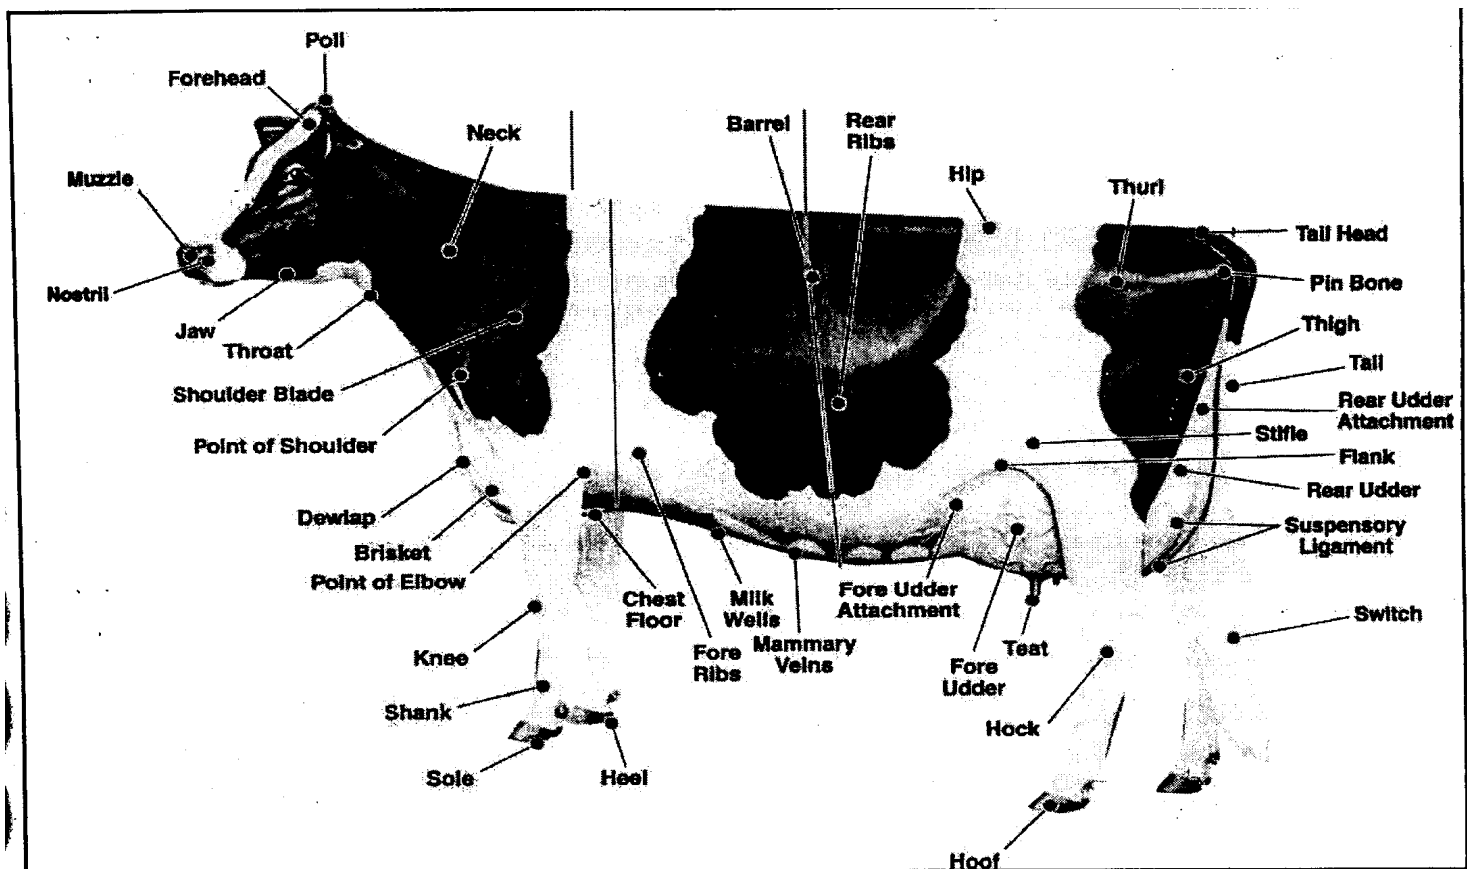 Poll
Forehead
Neck
Barrel
Rear
Ribs
Hip
Thurl
Muzzle
Tail Head
Nostril
Pin Bone
Jaw
Throat
Thigh
Shoulder Blade
Tail
Rear Udder
Attachment
Point of Shoulder
Stifle
Flank
Rear Udder
Dewlap
Brisket
Suspensory
Ligament
Point of Elbow
Chest
Floor
Milk
Wells
Fore Udder
Attachment
Switch
Knee
Fore
Ribs
Mammary
Veins
Teat
Fore
Udder
Shank
Hock
Sole
Heel
Hoof